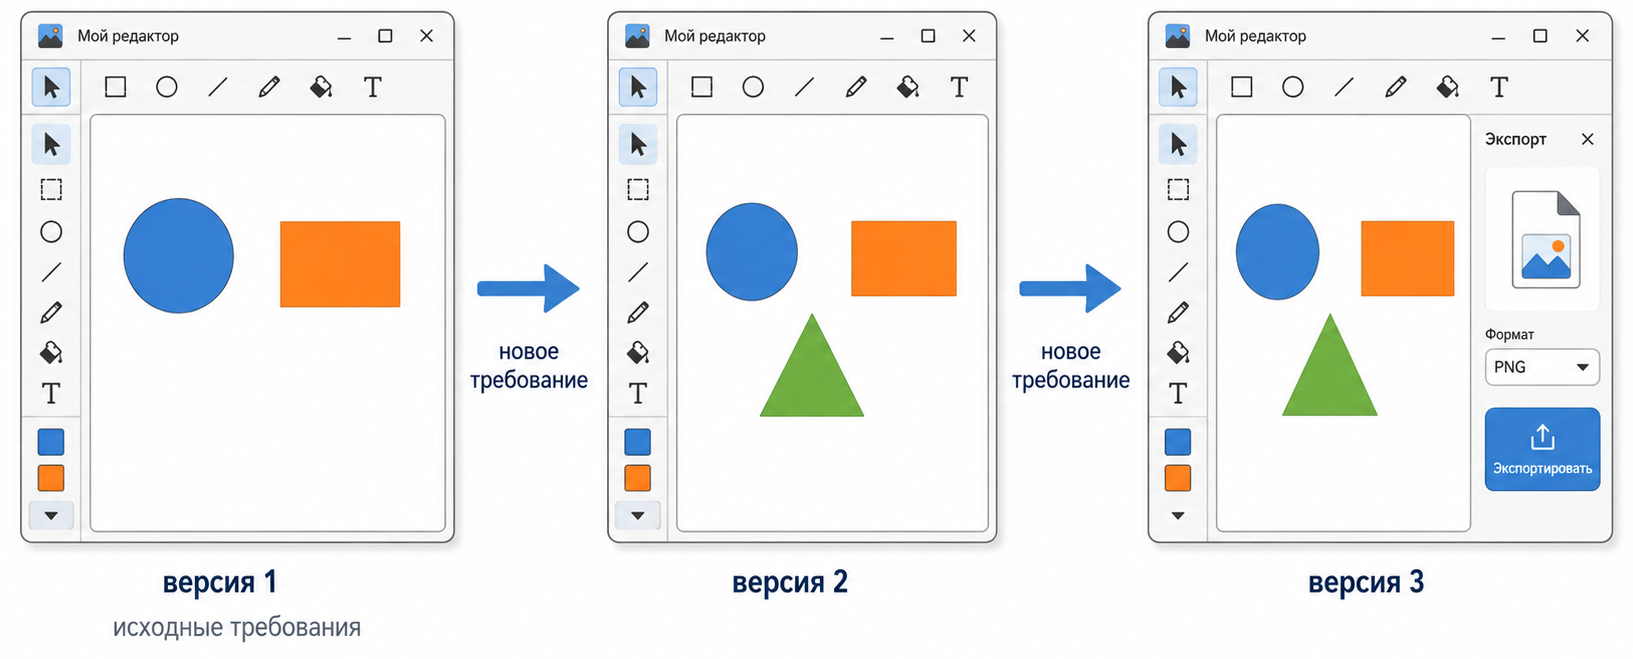 Мой редактор
T
T
версия 1
исходные требования
новое
требование
Мой редактор
T
T
версия 2
новое
требование
Мой редактор
T
T
Экспорт
Формат
PNG
Экспортировать
версия 3